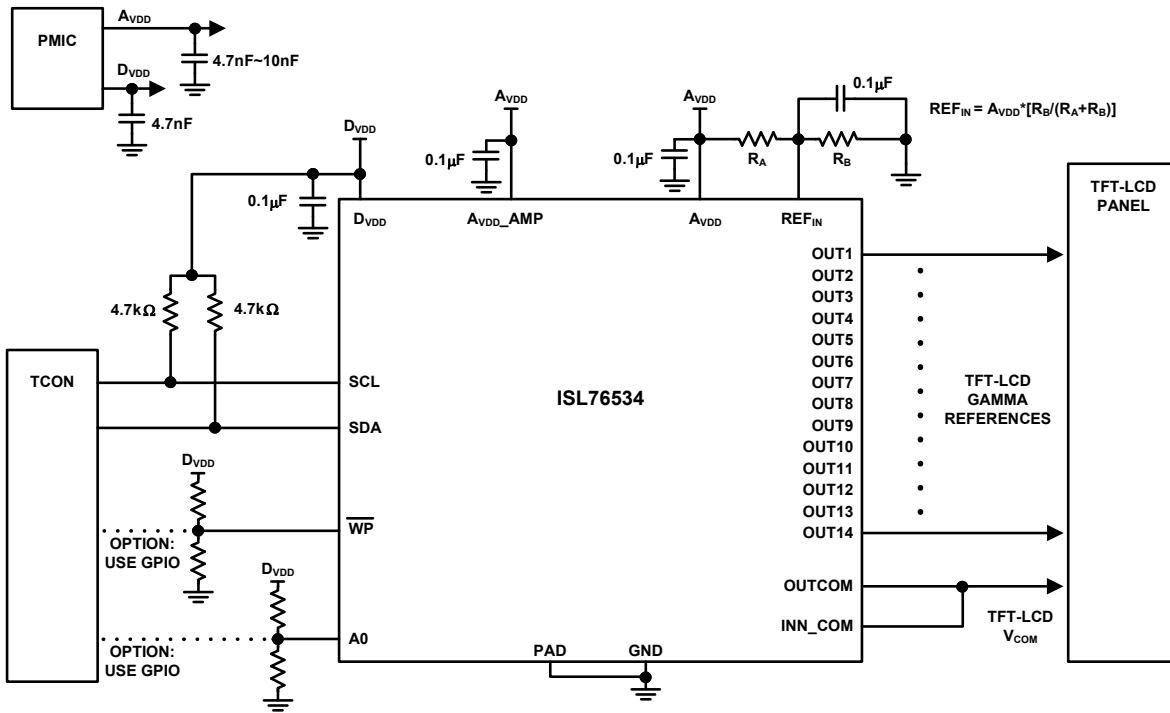 PMIC
AVDD
4.7nF~10nF
DVDD
4.7nF
DVDD
0.1µF
AVDD
0.1µF
AVDD
0.1µF
RA
0.1µF
RB
REFIN = AVDD*[RB/(RA+RB)]
4.7kΩ
4.7kΩ
DVDD
AVDD_AMP
AVDD
REFIN
TCON
SCL
SDA
DVDD
WP
OPTION:
USE GPIO
DVDD
A0
OPTION:
USE GPIO
ISL76534
PAD
GND
OUT1
OUT2
OUT3
OUT4
OUT5
OUT6
OUT7
OUT8
OUT9
OUT10
OUT11
OUT12
OUT13
OUT14
OUTCOM
INN_COM
TFT-LCD
GAMMA
REFERENCES
TFT-LCD
VCOM
TFT-LCD
PANEL